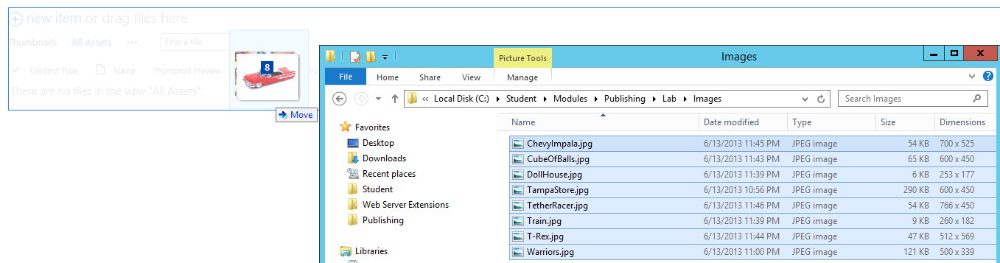 new item or drag files here
Thumbnails All Assets ••• Find a file
Content Type Name Thumbnail Preview ed
There are no files in the view "All Assets".
8
Move
Picture Tools
Images
File Home Share View Manage
« Local Disk (C:) Student Modules Publishing Lab Images
Search Images
Favorites
Desktop
Downloads
Recent places
Student
Web Server Extensions
Publishing
Libraries
Name Date modified Type Size Dimensions
ChevyImpala.jpg 6/13/2013 11:45 PM JPEG image 54 KB 700 x 525
CubeOfBalls.jpg 6/13/2013 11:43 PM JPEG image 65 KB 600 x 450
DollHouse.jpg 6/13/2013 11:39 PM JPEG image 6 KB 253 x 177
TampaStore.jpg 6/13/2013 10:56 PM JPEG image 290 KB 600 x 450
TetherRacer.jpg 6/13/2013 11:46 PM JPEG image 54 KB 766 x 450
Train.jpg 6/13/2013 11:39 PM JPEG image 9 KB 260 x 182
T-Rex.jpg 6/13/2013 11:44 PM JPEG image 47 KB 512 x 569
Warriors.jpg 6/13/2013 11:00 PM JPEG image 121 KB 500 x 339